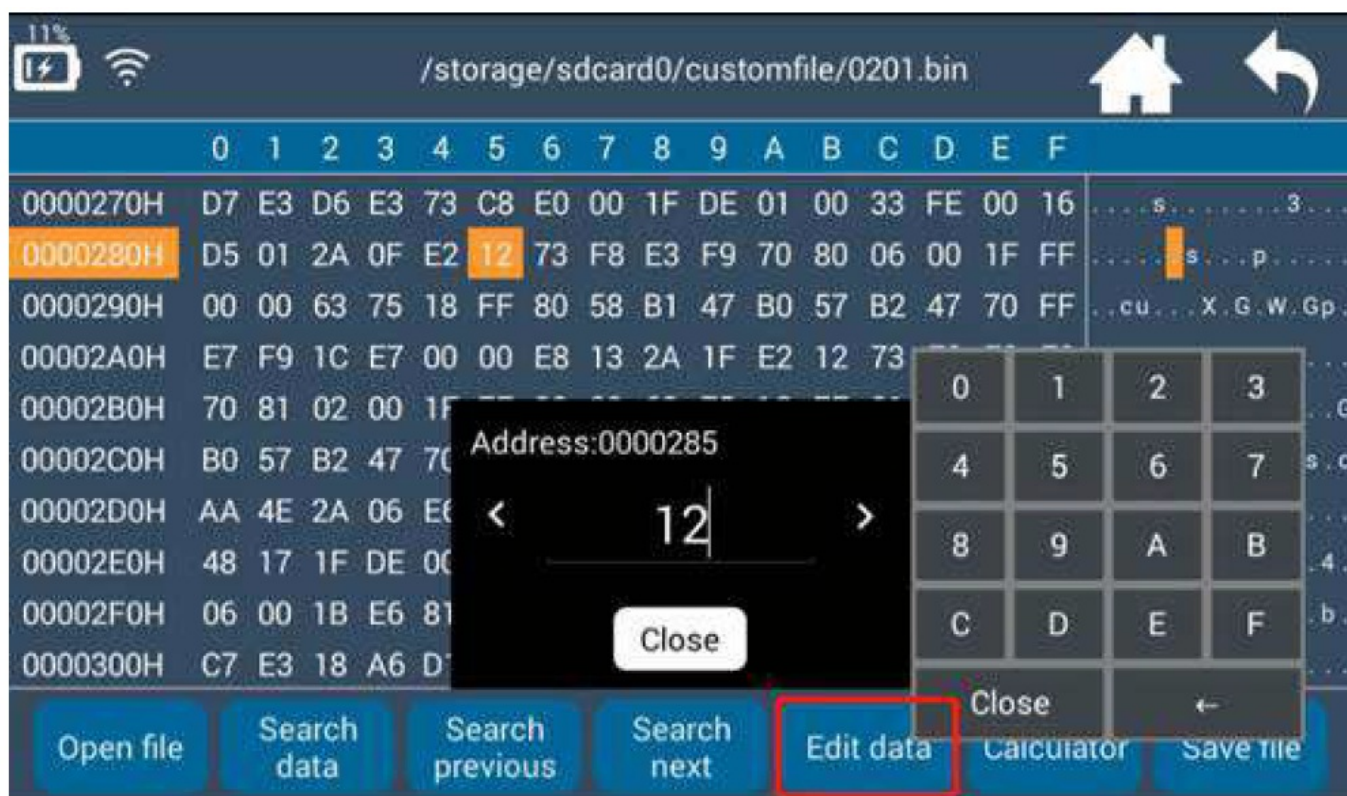 11%
/storage/sdcard0/customfile/0201.bin
0 1 2 3 4 5 6 7 8 9 A B C D E F
0000270H D7 E3 D6 E3 73 C8 E0 00 1F DE 01 00 33 FE 00 16 . . . . s . . . . . . . 3 . . .
0000280H D5 01 2A 0F E2 12 73 F8 E3 F9 70 80 06 00 1F FF . . . . . . s . . . p . . . . .
0000290H 00 00 63 75 18 FF 80 58 B1 47 B0 57 B2 47 70 FF . . c u . . . X . G . W . G p .
00002A0H E7 F9 1C E7 00 00 E8 13 2A 1F E2 12 73
00002B0H 70 81 02 00 1F
00002C0H B0 57 B2 47 70
00002D0H AA 4E 2A 06
00002E0H 48 17 1F DE
00002F0H 06 00 1B E6 81
0000300H C7 E3 18 A6
Address:0000285
< 12 >
Close
0 1 2 3
4 5 6 7
8 9 A B
C D E F
Close ←
Open file
Search data
Search previous
Search next
Edit data
Calculator
Save file